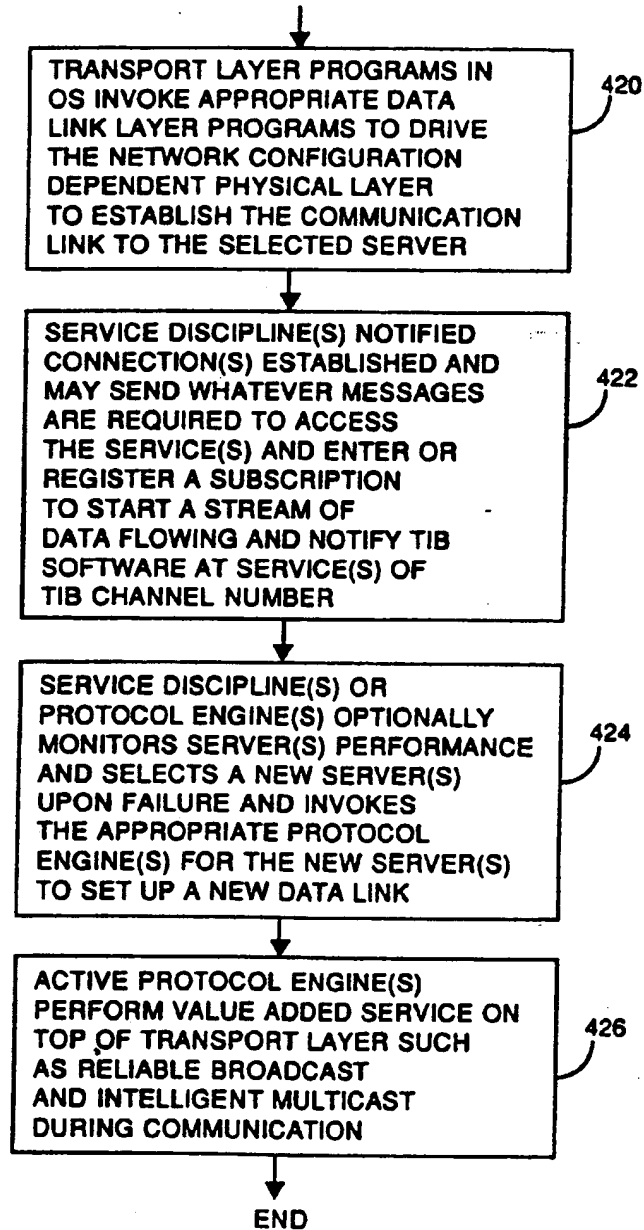 TRANSPORT LAYER PROGRAMS IN
OS INVOKE APPROPRIATE DATA
LINK LAYER PROGRAMS TO DRIVE
THE NETWORK CONFIGURATION
DEPENDENT PHYSICAL LAYER
TO ESTABLISH THE COMMUNICATION
LINK TO THE SELECTED SERVER
420
SERVICE DISCIPLINE(S) NOTIFIED
CONNECTION(S) ESTABLISHED AND
MAY SEND WHATEVER MESSAGES
ARE REQUIRED TO ACCESS
THE SERVICE(S) AND ENTER OR
REGISTER A SUBSCRIPTION
TO START A STREAM OF
DATA FLOWING AND NOTIFY TIB
SOFTWARE AT SERVICE(S) OF
TIB CHANNEL NUMBER
422
SERVICE DISCIPLINE(S) OR
PROTOCOL ENGINE(S) OPTIONALLY
MONITORS SERVER(S) PERFORMANCE
AND SELECTS A NEW SERVER(S)
UPON FAILURE AND INVOKES
THE APPROPRIATE PROTOCOL
ENGINE(S) FOR THE NEW SERVER(S)
TO SET UP A NEW DATA LINK
424
ACTIVE PROTOCOL ENGINE(S)
PERFORM VALUE ADDED SERVICE ON
TOP OF TRANSPORT LAYER SUCH
AS RELIABLE BROADCAST
AND INTELLIGENT MULTICAST
DURING COMMUNICATION
426
END